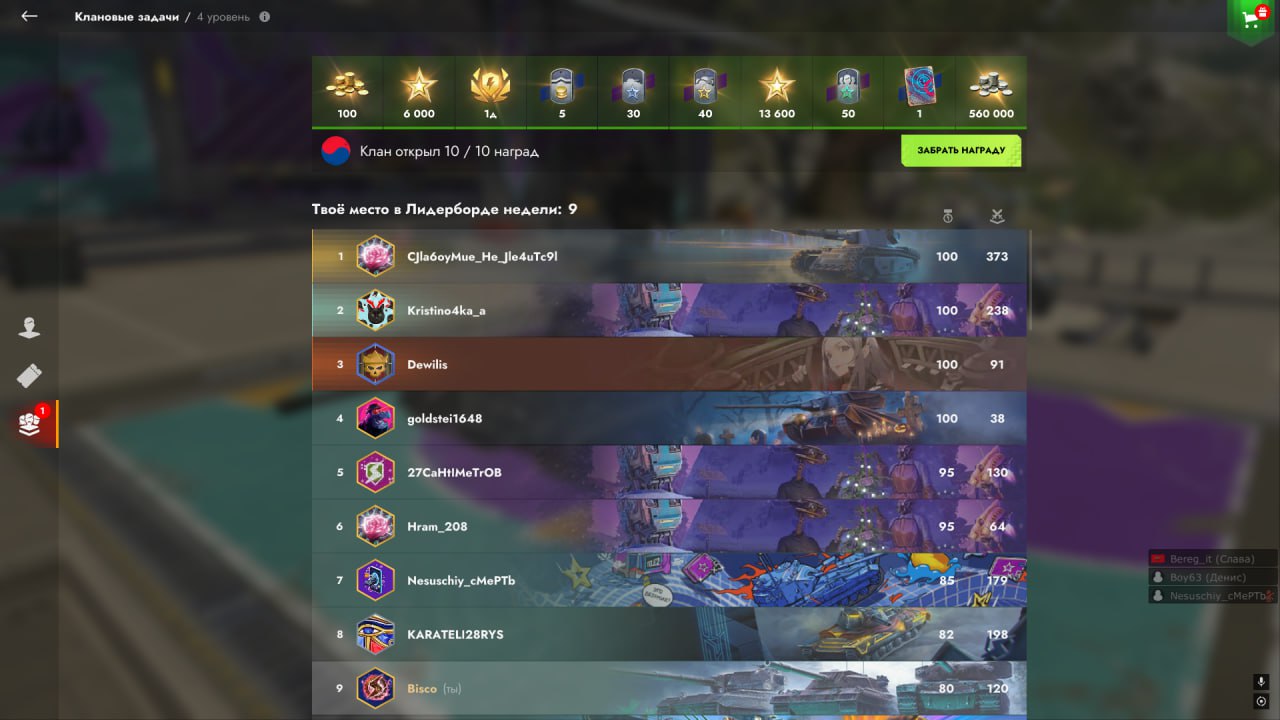 Клановые задачи / 4 уровень
100 6 000 1д 5 30 40 13 600 50 1 560 000
Клан открыл 10 / 10 наград
ЗАБРАТЬ НАГРАДУ
Твоё место в Лидерборде недели: 9
1 CJla6oyMue_He_Jle4uTc9l 100 373
2 Kristino4ka_a 100 238
3 Dewilis 100 91
4 goldstei1648 100 38
1
5 27CaHtIMeTrOB 95 130
6 Hram_208 95 64
7 Nesuschiy_cMePTb 85 179
8 KARATELI28RYS 82 198
9 Bisco (ты) 80 120
Bereg_it (Слава)
Boy63 (Денис)
Nesuschiy_cMePTb